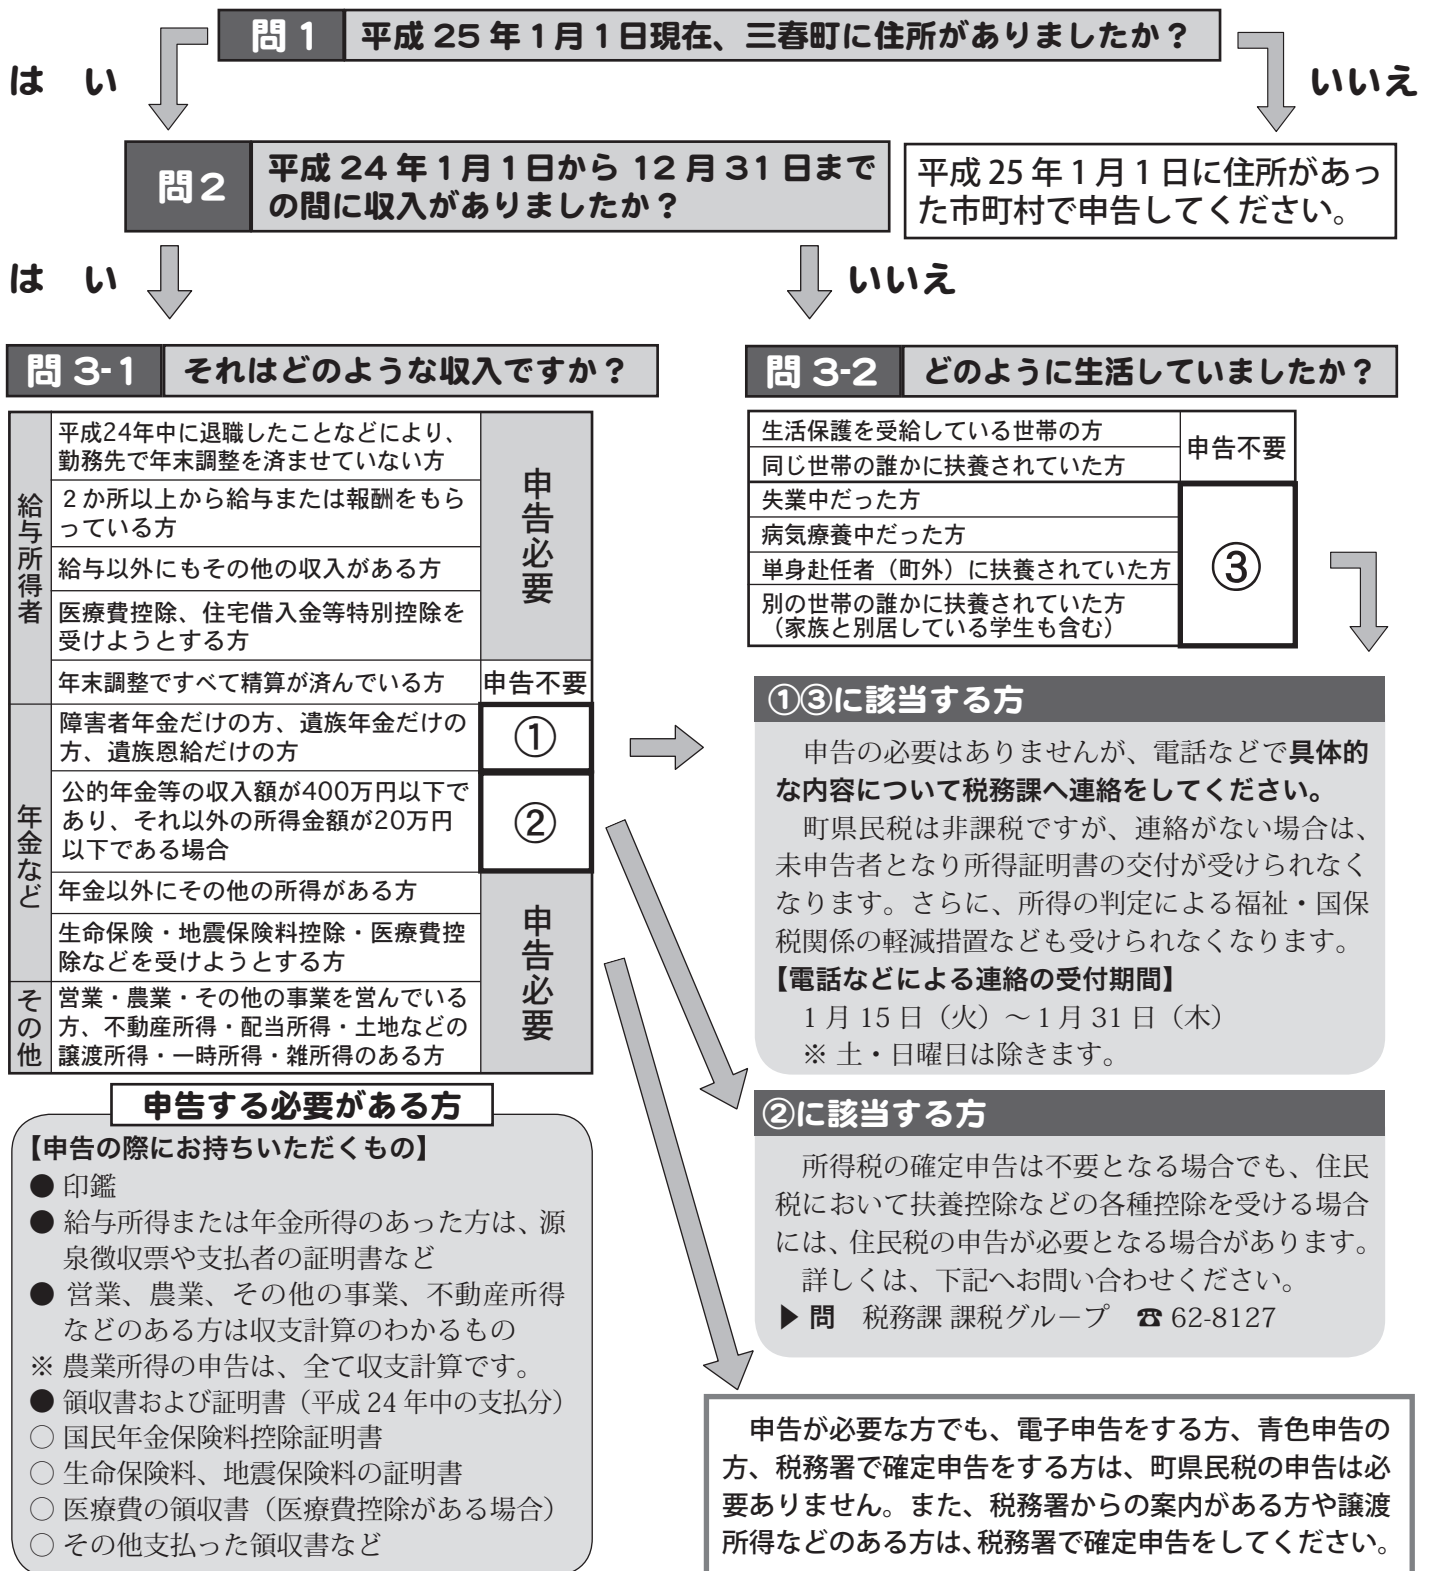 問1 平成 25 年 1 月 1日現在、三春町に住所がありましたか？
は い
いいえ
問2
平成 24 年 1 月 1日から 12 月 31 日まで
の間に収入がありましたか？
平成 25 年 1 月 1 日に住所があっ
た市町村で申告してください。
は い
いいえ
問 3-1 それはどのような収入ですか？
給与所得者
平成24年中に退職したことなどにより、
勤務先で年末調整を済ませていない方
２か所以上から給与または報酬をもら
っている方
給与以外にもその他の収入がある方
医療費控除、住宅借入金等特別控除を
受けようとする方
申告必要
年末調整ですべて精算が済んでいる方
申告不要
年金など
障害者年金だけの方、遺族年金だけの
方、遺族恩給だけの方
①
公的年金等の収入額が400万円以下で
あり、それ以外の所得金額が20万円
以下である場合
②
年金以外にその他の所得がある方
生命保険・地震保険料控除・医療費控
除などを受けようとする方
その他
営業・農業・その他の事業を営んでいる
方、不動産所得・配当所得・土地などの
譲渡所得・一時所得・雑所得のある方
申告必要
問 3-2 どのように生活していましたか？
生活保護を受給している世帯の方
同じ世帯の誰かに扶養されていた方
申告不要
失業中だった方
病気療養中だった方
単身赴任者（町外）に扶養されていた方
別の世帯の誰かに扶養されていた方
（家族と別居している学生も含む）
③
①③に該当する方
申告の必要はありませんが、電話などで具体的
な内容について税務課へ連絡をしてください。
町県民税は非課税ですが、連絡がない場合は、
未申告者となり所得証明書の交付が受けられなく
なります。さらに、所得の判定による福祉・国保
税関係の軽減措置なども受けられなくなります。
【電話などによる連絡の受付期間】
1 月 15 日（火）～ 1 月 31 日（木）
※ 土・日曜日は除きます。
②に該当する方
所得税の確定申告は不要となる場合でも、住民
税において扶養控除などの各種控除を受ける場合
には、住民税の申告が必要となる場合があります。
詳しくは、下記へお問い合わせください。
▶ 問 税務課 課税グループ ☎ 62-8127
申告する必要がある方
【申告の際にお持ちいただくもの】
● 印鑑
● 給与所得または年金所得のあった方は、源
泉徴収票や支払者の証明書など
● 営業、農業、その他の事業、不動産所得
などのある方は収支計算のわかるもの
※ 農業所得の申告は、全て収支計算です。
● 領収書および証明書（平成 24 年中の支払分）
○ 国民年金保険料控除証明書
○ 生命保険料、地震保険料の証明書
○ 医療費の領収書（医療費控除がある場合）
○ その他支払った領収書など
申告が必要な方でも、電子申告をする方、青色申告の
方、税務署で確定申告をする方は、町県民税の申告は必
要ありません。また、税務署からの案内がある方や譲渡
所得などのある方は、税務署で確定申告をしてください。